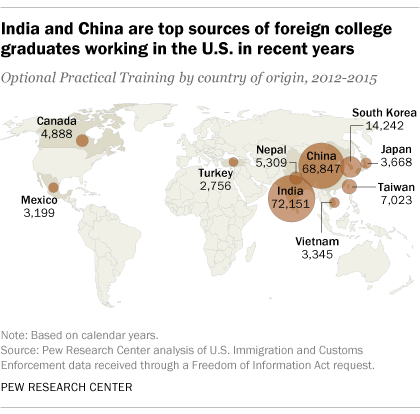 India and China are top sources of foreign college
graduates working in the U.S. in recent years
Optional Practical Training by country of origin, 2012-2015
Canada
4,888
South Korea
14,242
Nepal
5,309
China
68,847
Japan
3,668
Turkey
2,756
India
72,151
Taiwan
7,023
Mexico
3,199
Vietnam
3,345
Note: Based on calendar years.
Source: Pew Research Center analysis of U.S. Immigration and Customs
Enforcement data received through a Freedom of Information Act request.
PEW RESEARCH CENTER